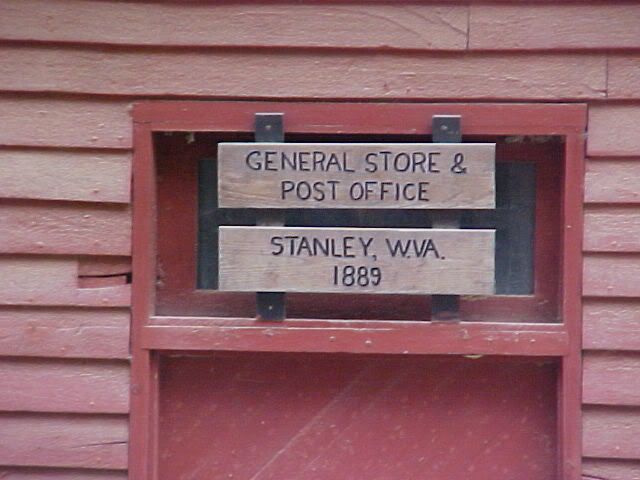 GENERAL STORE &
POST OFFICE
STANLEY, W.VA.
1889